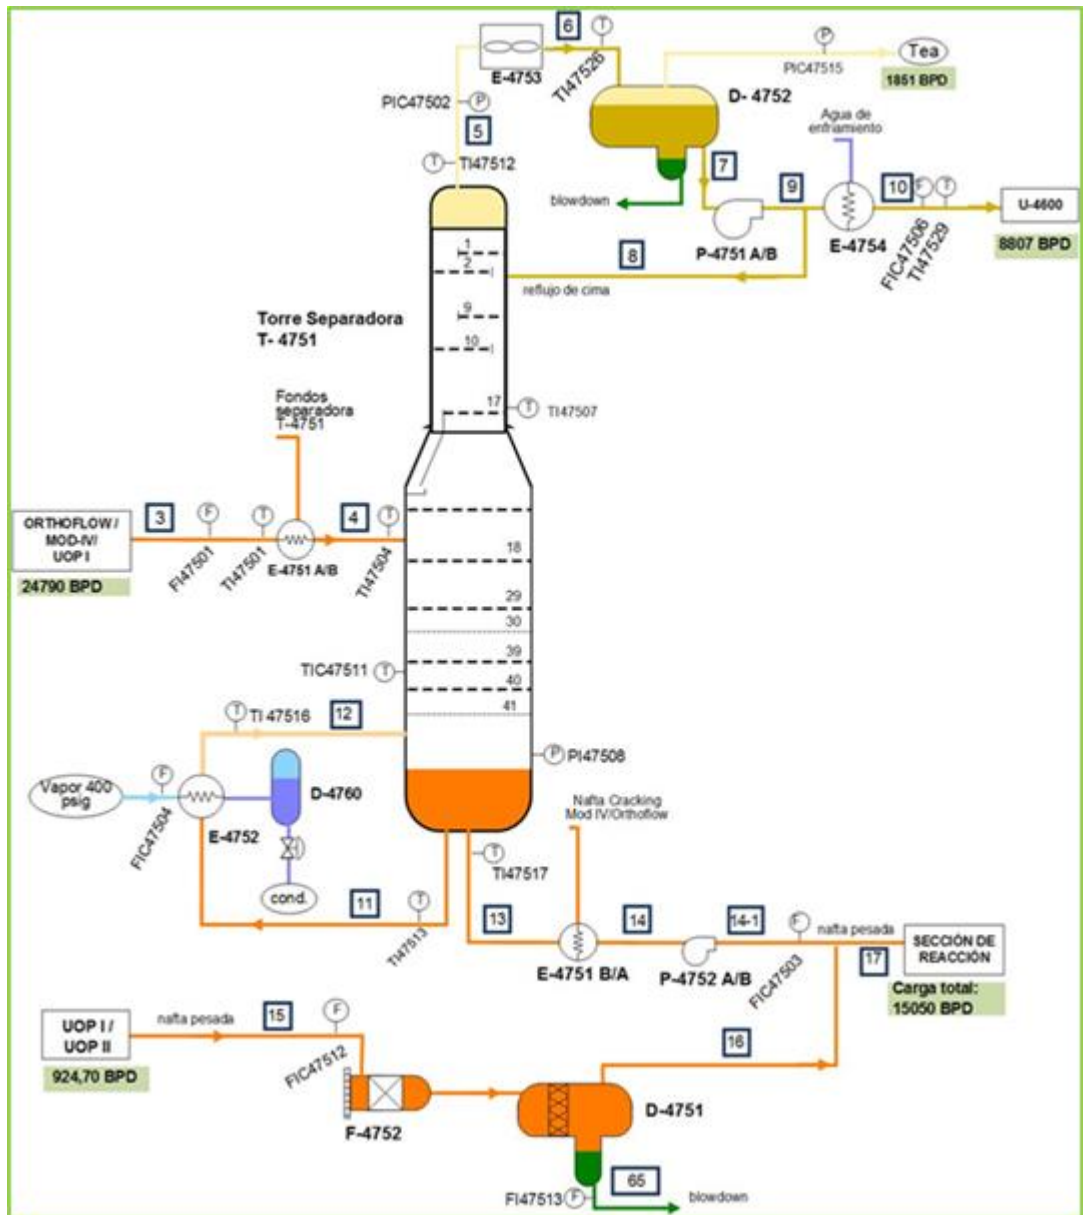 6
T
E-4753
TI47526
P
PIC47515
Tea
1851 BPD
PIC47502
P
5
D- 4752
Agua de
enfriamiento
T
TI47512
7
9
10
F
T
blowdown
U-4600
P-4751 A/B
E-4754
8807 BPD
8
FIC47506
TI47529
reflujo de cima
1
2
9
10
17
Torre Separadora
T- 4751
T
TI47507
Fondos
separadora
T-4751
ORTHOFLOW /
MOD-IV/
UOP I
3
F
T
4
T
E-4751 A/B
FI47501
TI47501
TI47504
24790 BPD
18
29
30
39
40
41
TIC47511
T
T
TI 47516
12
P
PI47508
Vapor 400
psig
F
D-4760
FIC47504
E-4752
Nafta Cracking
Mod IV/Orthoflow
cond.
T
TI47517
11
T
TI47513
13
14
14-1
F
nafta pesada
E-4751 B/A
P-4752 A/B
FIC47503
17
SECCIÓN DE
REACCIÓN
Carga total:
15050 BPD
UOP I /
UOP II
nafta pesada
15
F
FIC47512
924,70 BPD
16
F-4752
D-4751
FI47513
F
65
blowdown